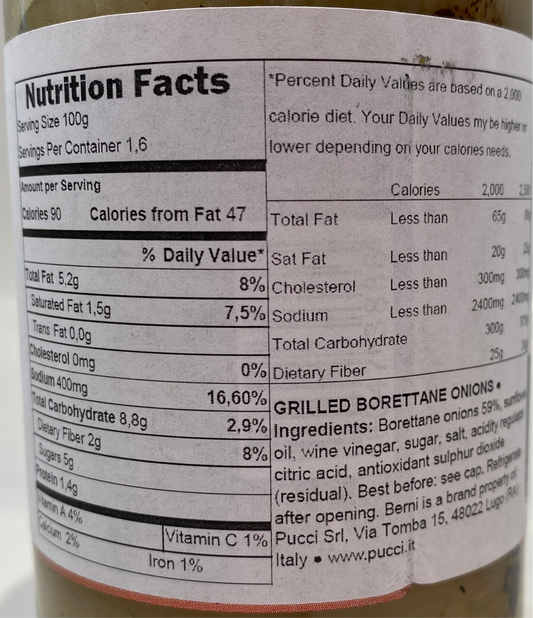 Nutrition Facts
Serving Size 100g
Servings Per Container 1,6
Amount per Serving
Calories 90 Calories from Fat 47
% Daily Value*
Total Fat 5.2g 8%
Saturated Fat 1,5g 7,5%
Trans Fat 0,0g
Cholesterol 0mg 0%
Sodium 400mg 16,60%
Total Carbohydrate 8,8g 2,9%
Dietary Fiber 2g 8%
Sugars 5g
Protein 1,4g
Vitamin A 4%
Vitamin C 1%
Calcium 2%
Iron 1%
*Percent Daily Values are based on a 2,000
calorie diet. Your Daily Values my be higher or
lower depending on your calories needs.
Calories 2,000
Total Fat Less than 65g
Sat Fat Less than 20g
Cholesterol Less than 300mg 300mg
Sodium Less than 2400mg 2400mg
Total Carbohydrate 300g
Dietary Fiber 25g
GRILLED BORETTANE ONIONS •
Ingredients: Borettane onions 59%,
oil, wine vinegar, sugar, salt, acidity
citric acid, antioxidant sulphur dioxide
(residual). Best before: see cap. Refrigerate
after opening. Berni is a brand property of
Pucci Srl, Via Tomba 15, 48022 Lugo (RA)
Italy • www.pucci.it